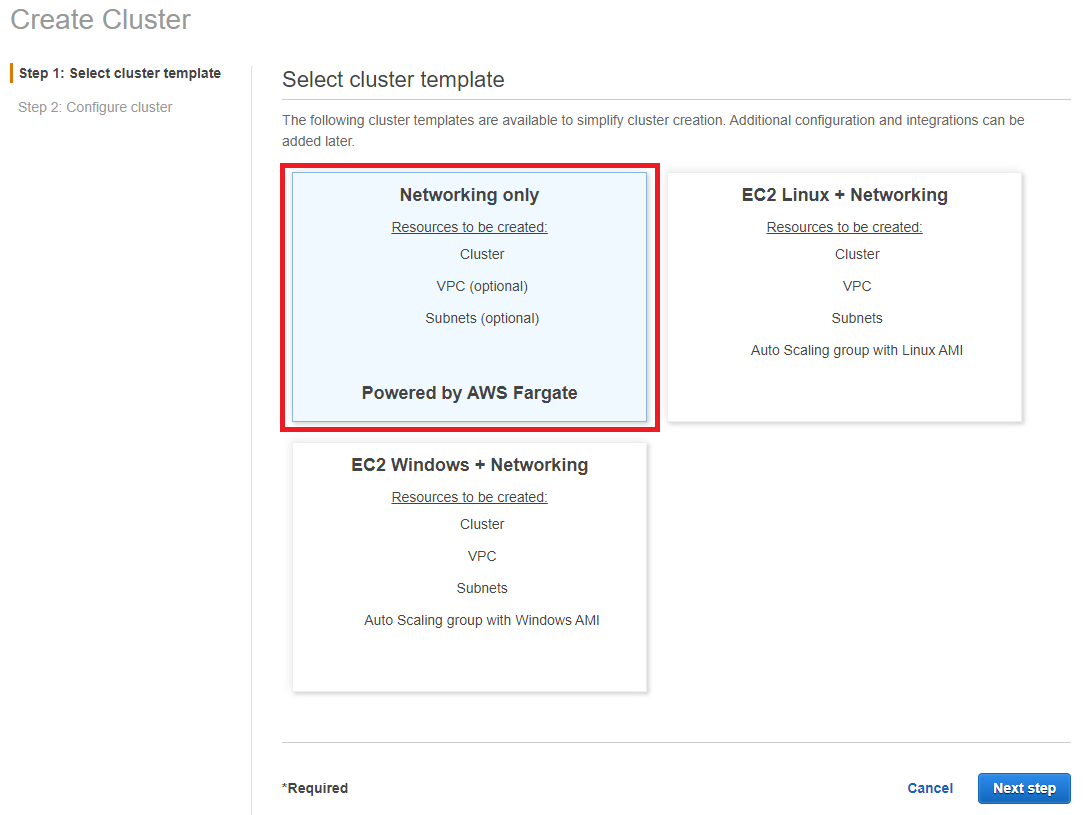 Create Cluster
Step 1: Select cluster template
Step 2: Configure cluster
Select cluster template
The following cluster templates are available to simplify cluster creation. Additional configuration and integrations can be
added later.
Networking only
Resources to be created:
Cluster
VPC (optional)
Subnets (optional)
Powered by AWS Fargate
EC2 Linux + Networking
Resources to be created:
Cluster
VPC
Subnets
Auto Scaling group with Linux AMI
EC2 Windows + Networking
Resources to be created:
Cluster
VPC
Subnets
Auto Scaling group with Windows AMI
*Required
Cancel
Next step